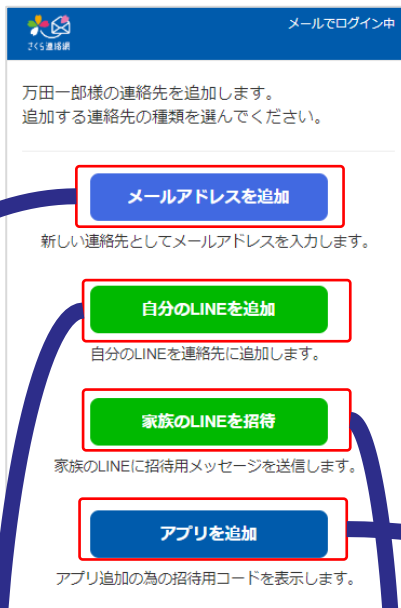 さくら連絡網
メールでログイン中
万田一郎様の連絡先を追加します。
追加する連絡先の種類を選んでください。
メールアドレスを追加
新しい連絡先としてメールアドレスを入力します。
自分のLINEを追加
自分のLINEを連絡先に追加します。
家族のLINEを招待
家族のLINEに招待用メッセージを送信します。
アプリを追加
アプリ追加の為の招待用コードを表示します。